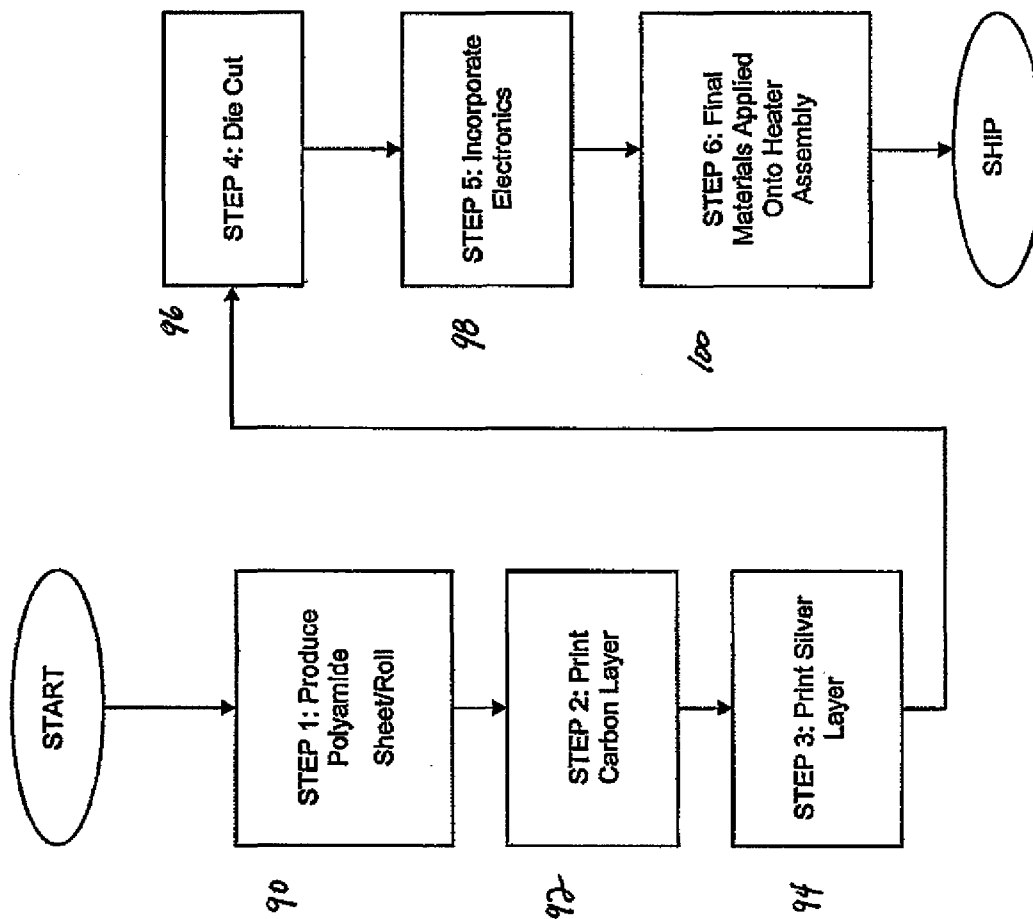 START
90
STEP 1: Produce
Polyamide
Sheet/Roll
92
STEP 2: Print
Carbon Layer
94
STEP 3: Print Silver
Layer
96
STEP 4: Die Cut
98
STEP 5: Incorporate
Electronics
100
STEP 6: Final
Materials Applied
Onto Heater
Assembly
SHIP